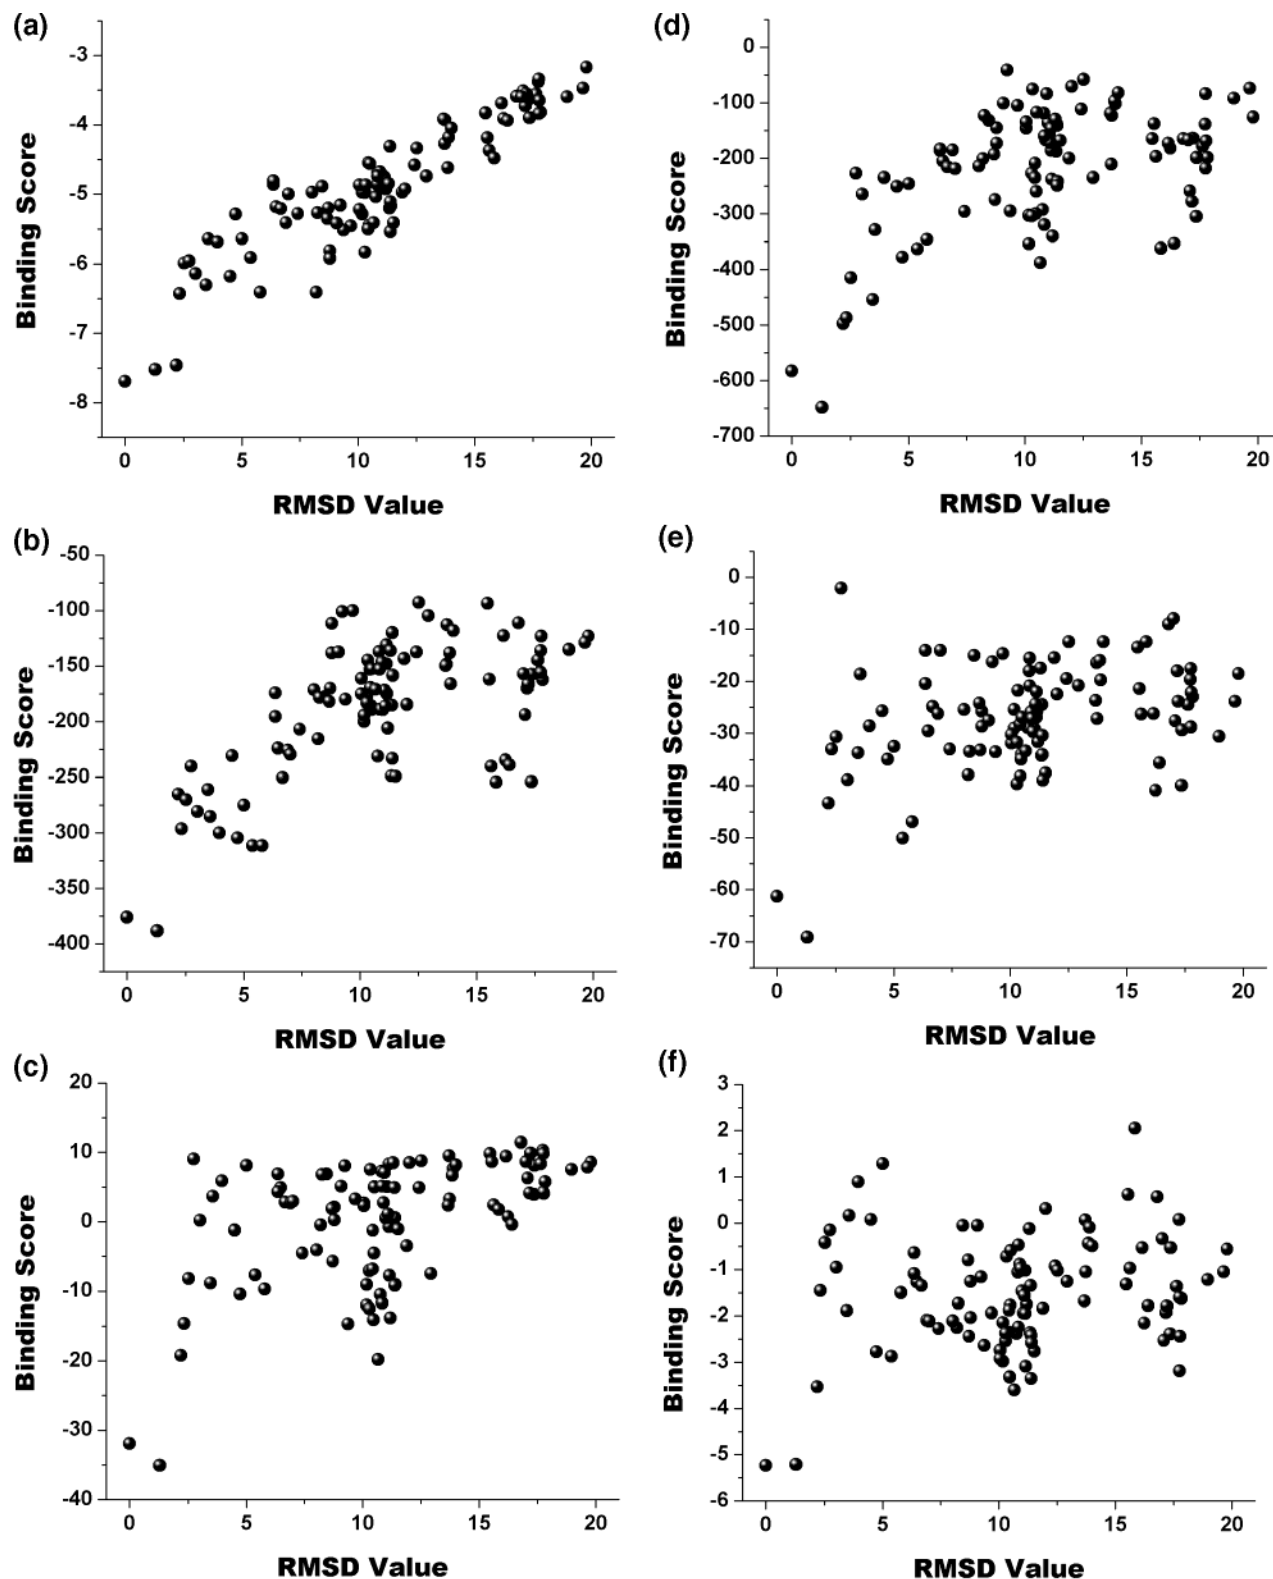 (a)
-3
-4
-5
-6
-7
-8
Binding Score
0 5 10 15 20
RMSD Value
(d)
0
-100
-200
-300
-400
-500
-600
-700
Binding Score
0 5 10 15 20
RMSD Value
(b)
-50
-100
-150
-200
-250
-300
-350
-400
Binding Score
0 5 10 15 20
RMSD Value
(e)
0
-10
-20
-30
-40
-50
-60
-70
Binding Score
0 5 10 15 20
RMSD Value
(c)
20
10
0
-10
-20
-30
-40
Binding Score
0 5 10 15 20
RMSD Value
(f)
3
2
1
0
-1
-2
-3
-4
-5
-6
Binding Score
0 5 10 15 20
RMSD Value